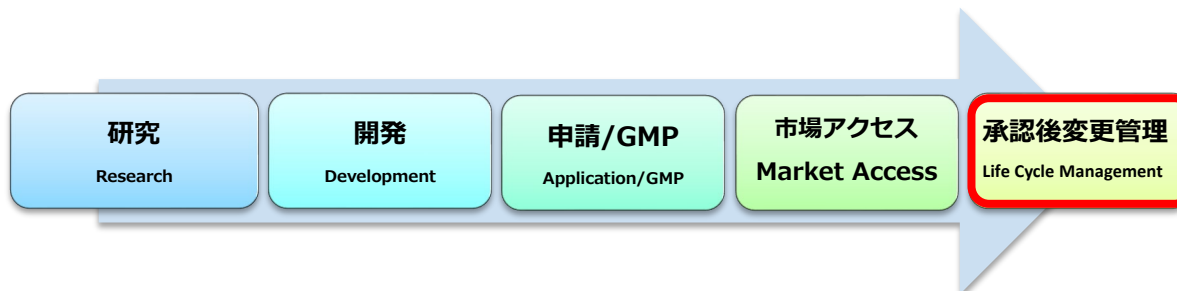 研究
Research
開発
Development
申請/GMP
Application/GMP
市場アクセス
Market Access
承認後変更管理
Life Cycle Management